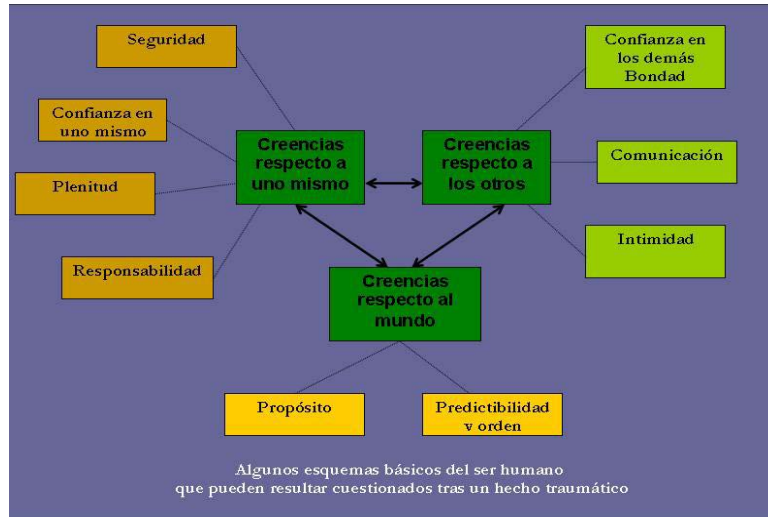 Seguridad
Confianza en
uno mismo
Plenitud
Responsabilidad
Creencias
respecto a
uno mismo
Creencias
respecto a
los otros
Confianza en
los demás
Bondad
Comunicación
Intimidad
Creencias
respecto al
mundo
Propósito
Predictibilidad
y orden
Algunos esquemas básicos del ser humano
que pueden resultar cuestionados tras un hecho traumático